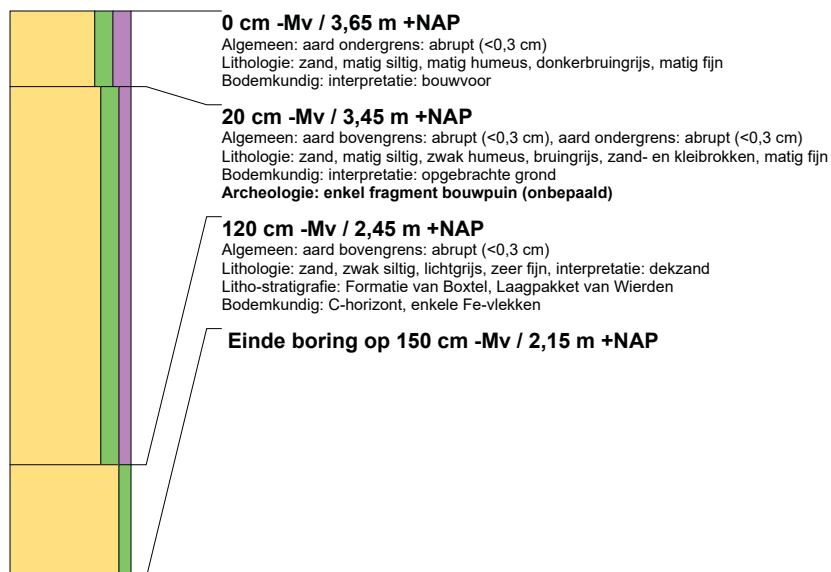 0 cm -Mv / 3,65 m +NAP
Algemeen: aard ondergrens: abrupt (<0,3 cm)
Lithologie: zand, matig siltig, matig humeus, donkerbruingrijs, matig fijn
Bodemkundig: interpretatie: bouwvoor
20 cm -Mv / 3,45 m +NAP
Algemeen: aard bovengrens: abrupt (<0,3 cm), aard ondergrens: abrupt (<0,3 cm)
Lithologie: zand, matig siltig, zwak humeus, bruingrijs, zand- en kleibrokken, matig fijn
Bodemkundig: interpretatie: opgebrachte grond
Archeologie: enkel fragment bouwpuin (onbepaald)
120 cm -Mv / 2,45 m +NAP
Algemeen: aard bovengrens: abrupt (<0,3 cm)
Lithologie: zand, zwak siltig, lichtgrijs, zeer fijn, interpretatie: dekzand
Litho-stratigrafie: Formatie van Boxtel, Laagpakket van Wierden
Bodemkundig: C-horizont, enkele Fe-vlekken
Einde boring op 150 cm -Mv / 2,15 m +NAP